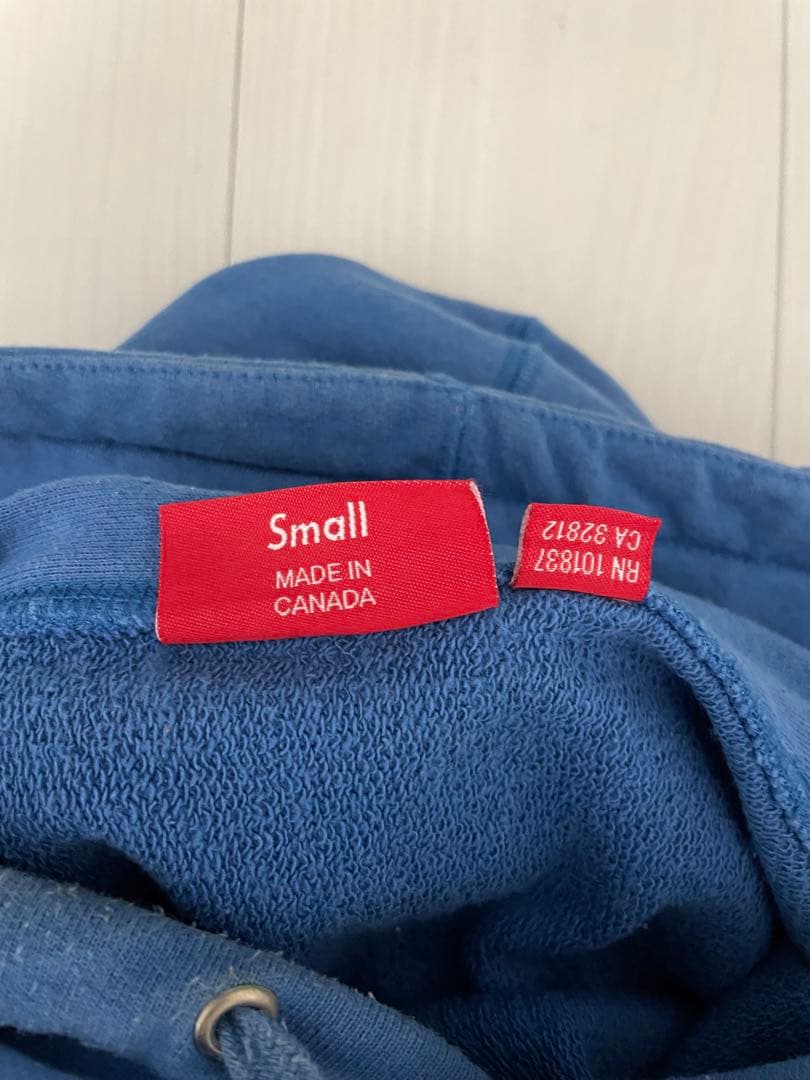 Small
MADE IN
CANADA
RN 101837
CA 32812